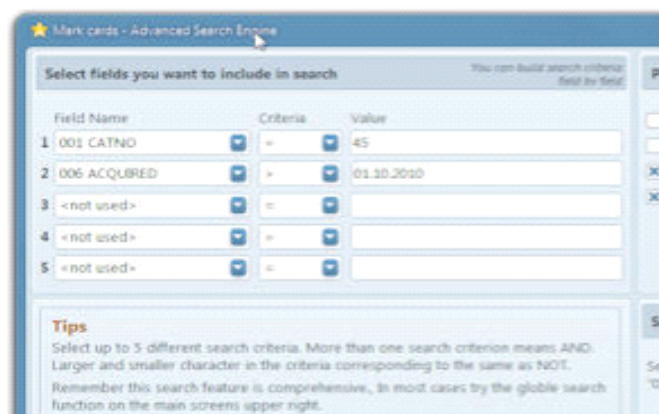 Mark cards - Advanced Search Engine
Select fields you want to include in search
You can build search criteria
field by field
P
Field Name Criteria Value
1 001 CATNO = 45
2 006 ACQUIRED > 01.10.2010
3 <not used> =
4 <not used> =
5 <not used> =
Tips
Select up to 5 different search criteria. More than one search criterion means AND.
Larger and smaller character in the criteria corresponding to the same as NOT.
Remember this search feature is comprehensive, In most cases try the globle search
function on the main screens upper right.
S
Se